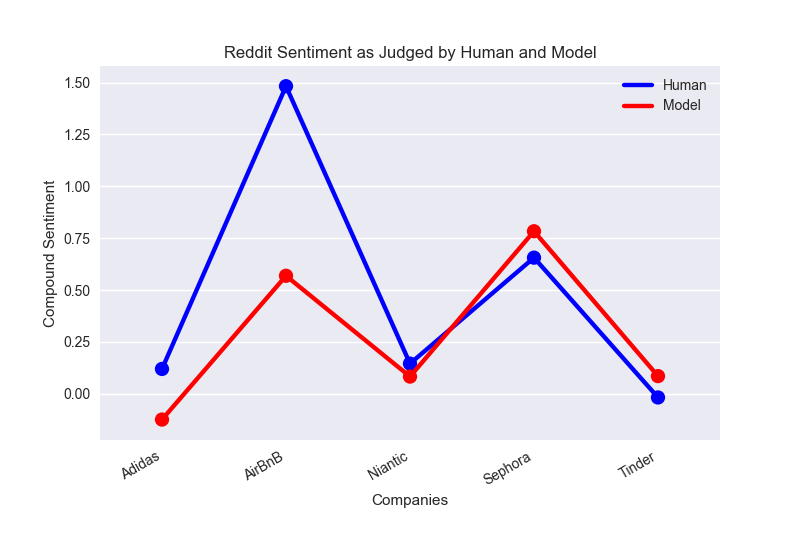 Reddit Sentiment as Judged by Human and Model
Human
Model
1.50
1.25
1.00
0.75
0.50
0.25
0.00
Compound Sentiment
Adidas
AirBnB
Niantic
Sephora
Tinder
Companies